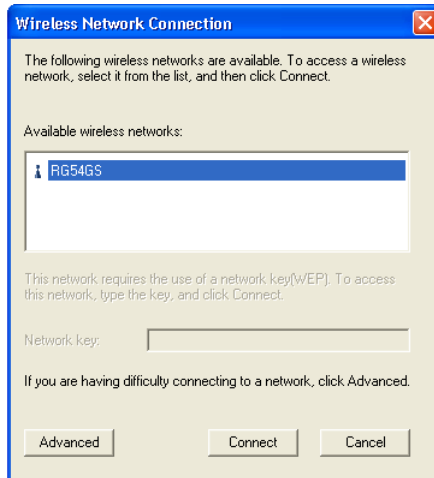 Wireless Network Connection
The following wireless networks are available. To access a wireless
network, select it from the list, and then click Connect.
Available wireless networks:
RG54GS
This network requires the use of a network key(WEP). To access
this network, type the key, and click Connect.
Network key:
If you are having difficulty connecting to a network, click Advanced.
Advanced Connect Cancel